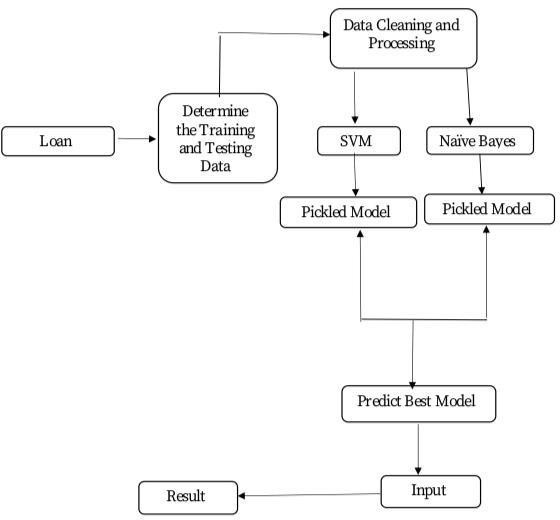 Data Cleaning and
Processing
Determine
the Training
and Testing
Data
Loan
SVM
Naïve Bayes
Pickled Model
Pickled Model
Predict Best Model
Input
Result